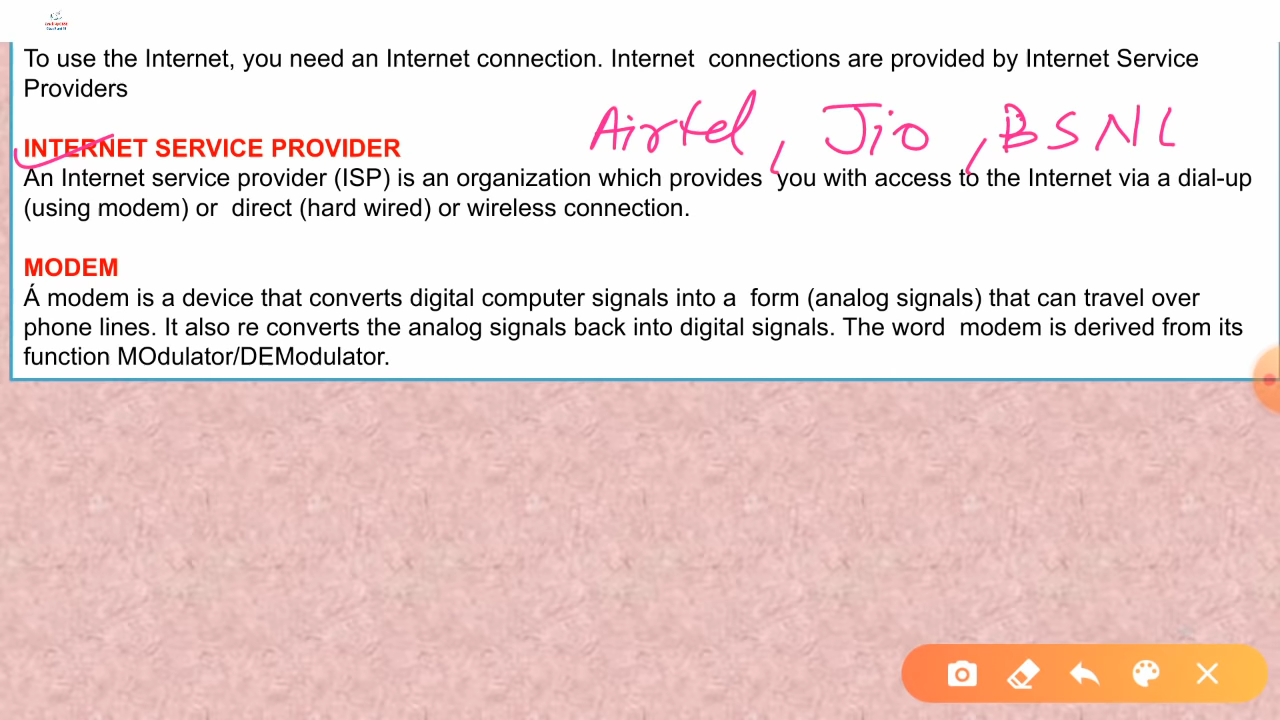 To use the Internet, you need an Internet connection. Internet  connections are provided by Internet Service
Providers
Airtel, Jio, BSNL
INTERNET SERVICE PROVIDER
An Internet service provider (ISP) is an organization which provides  you with access to the Internet via a dial-up
(using modem) or  direct (hard wired) or wireless connection.
MODEM
Á modem is a device that converts digital computer signals into a  form (analog signals) that can travel over
phone lines. It also re converts the analog signals back into digital signals. The word  modem is derived from its
function MOdulator/DEModulator.